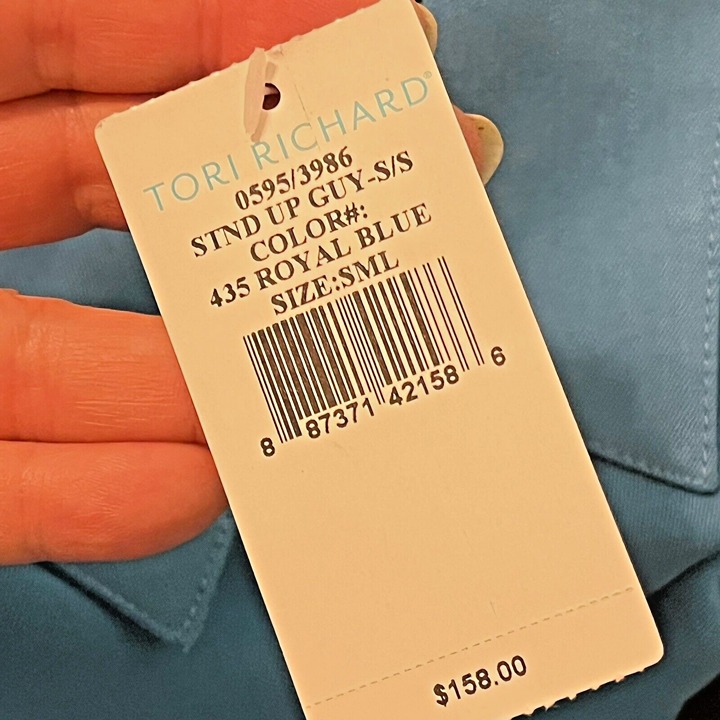 TORI RICHARD®
0595/3986
STND UP GUY-S/S
COLOR#:
435 ROYAL BLUE
SIZE:SML
8 87371 42158 6
$158.00